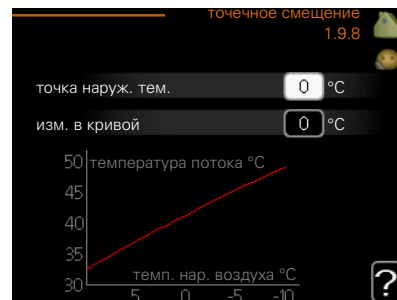 точечное смещение
1.9.8
точка наруж. тем. 0 °C
изм. в кривой 0 °C
50 температура потока °C
45
40
35
30
темп. нар. воздуха °C
5 0 -5 -10
?